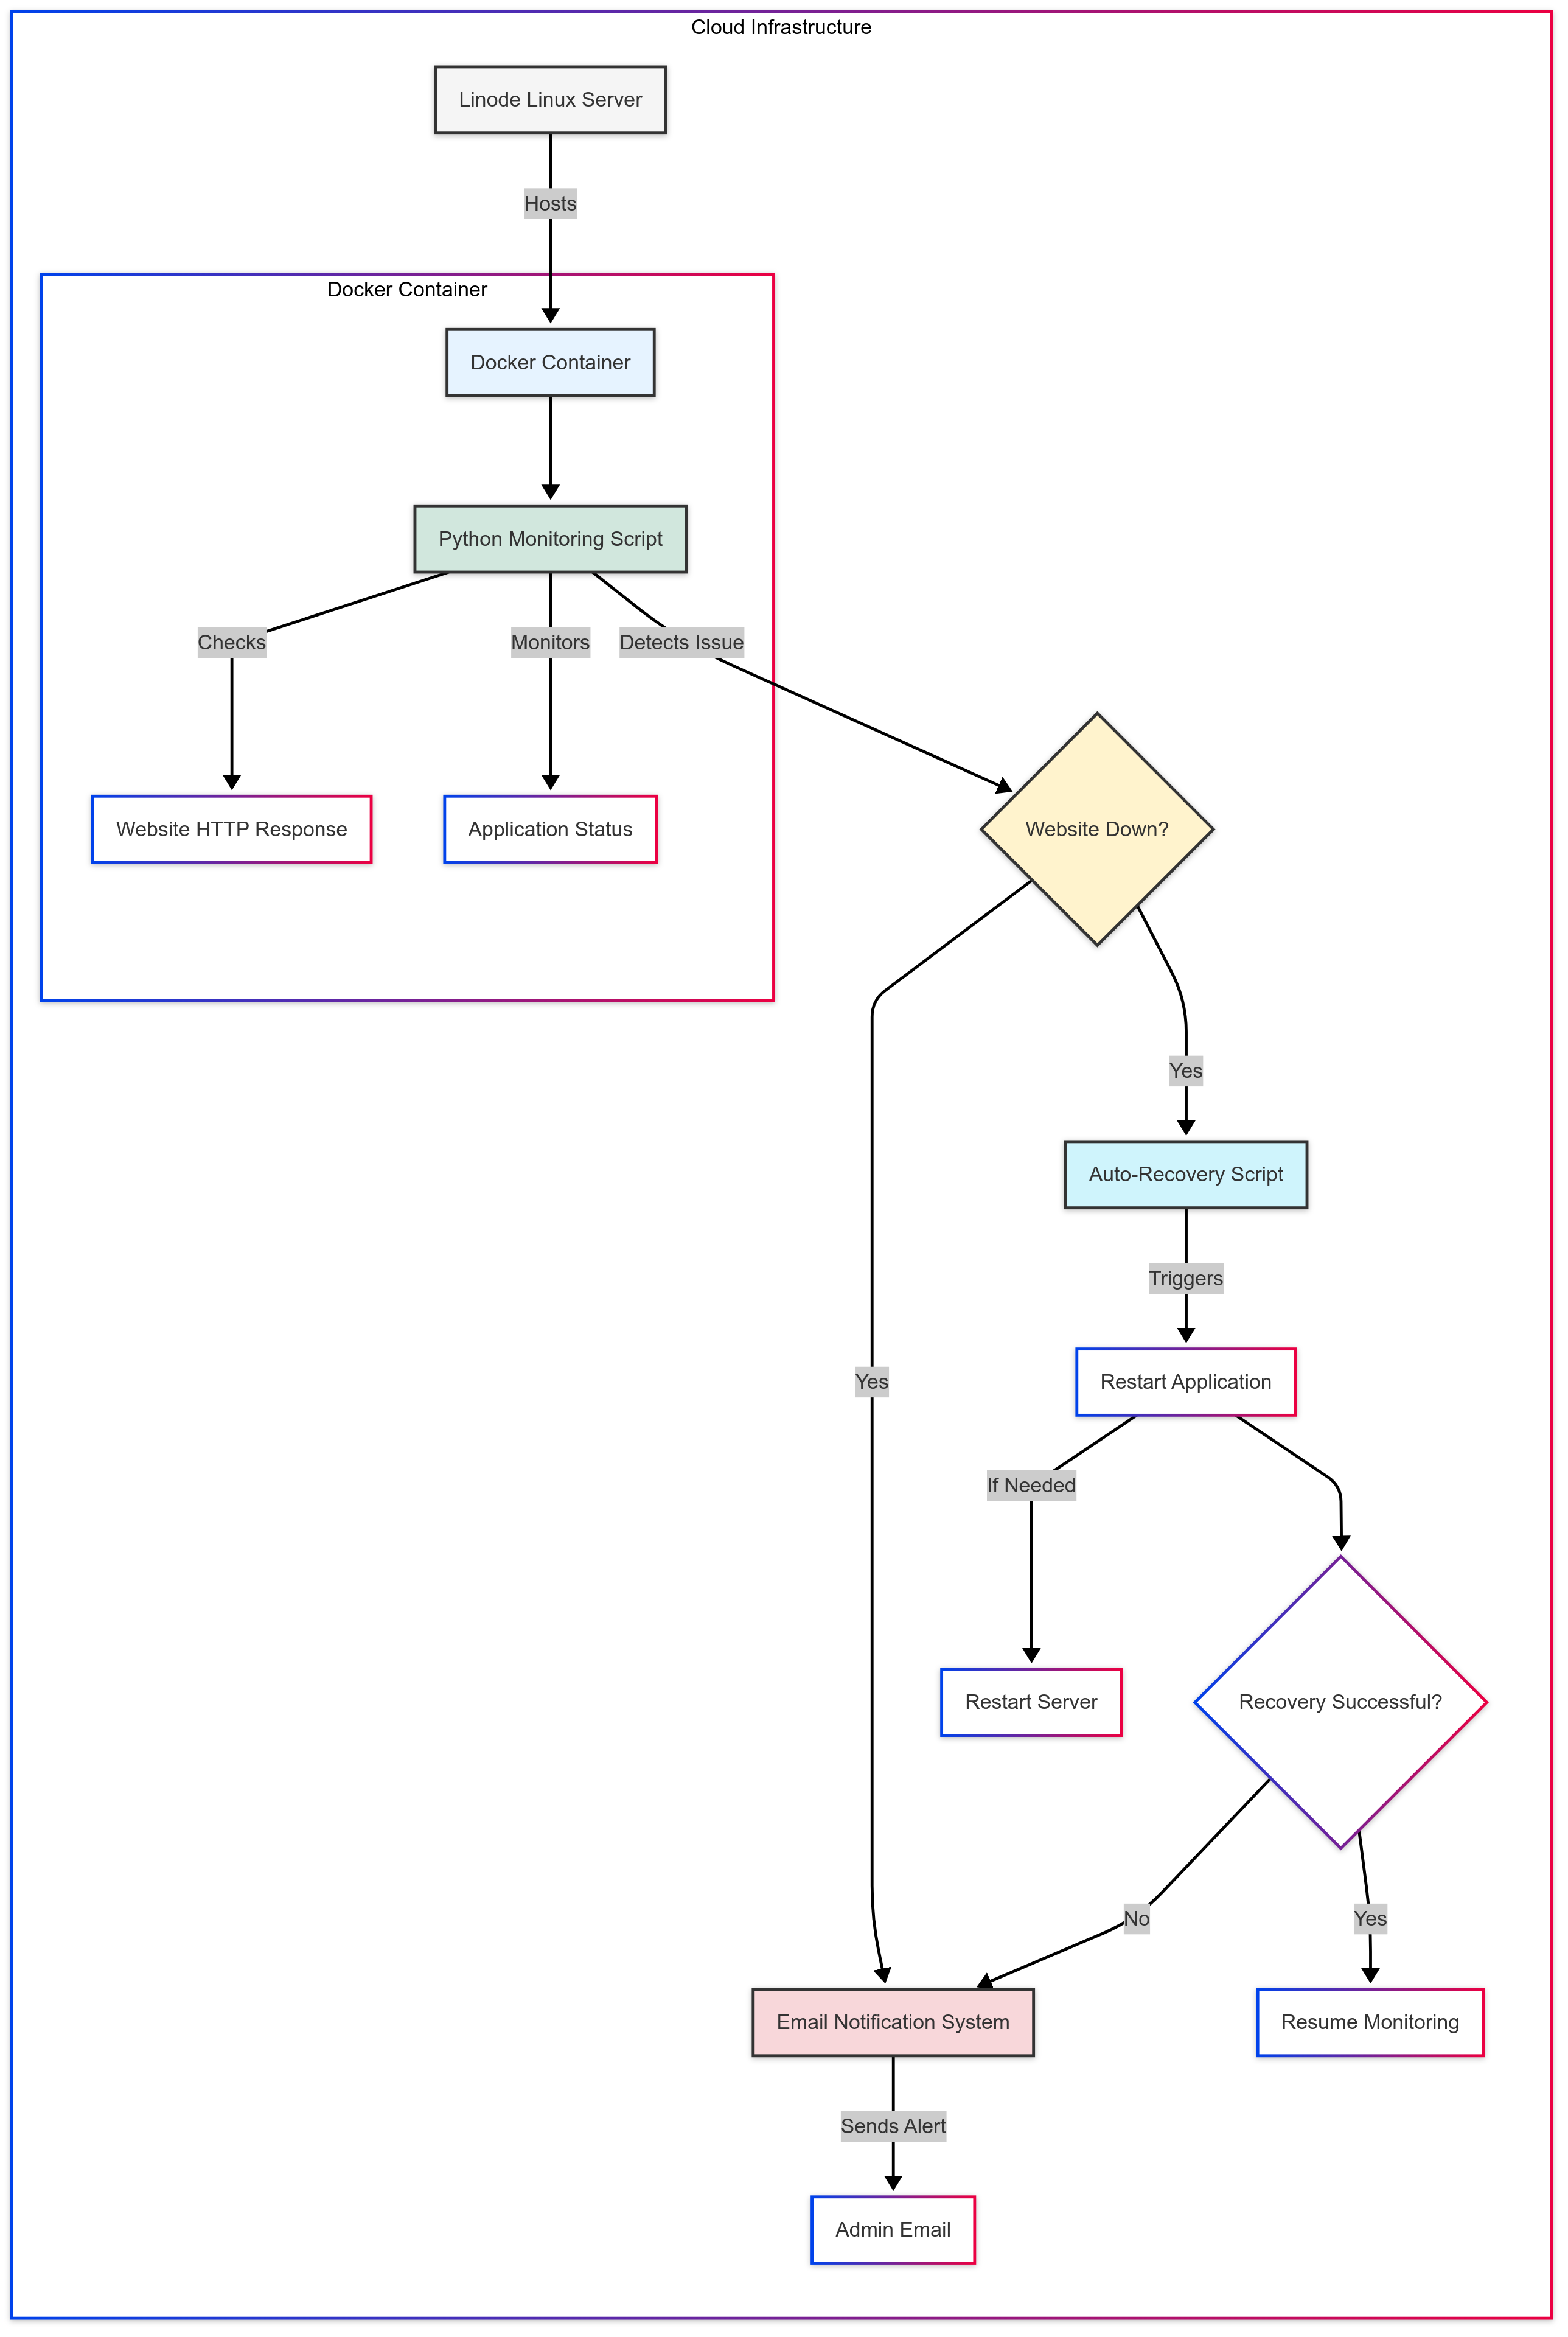 Cloud Infrastructure
Linode Linux Server
Hosts
Docker Container
Docker Container
Python Monitoring Script
Checks
Monitors
Detects Issue
Website HTTP Response
Application Status
Website Down?
Yes
Auto-Recovery Script
Triggers
Restart Application
Yes
If Needed
Restart Server
Recovery Successful?
No
Yes
Email Notification System
Resume Monitoring
Sends Alert
Admin Email